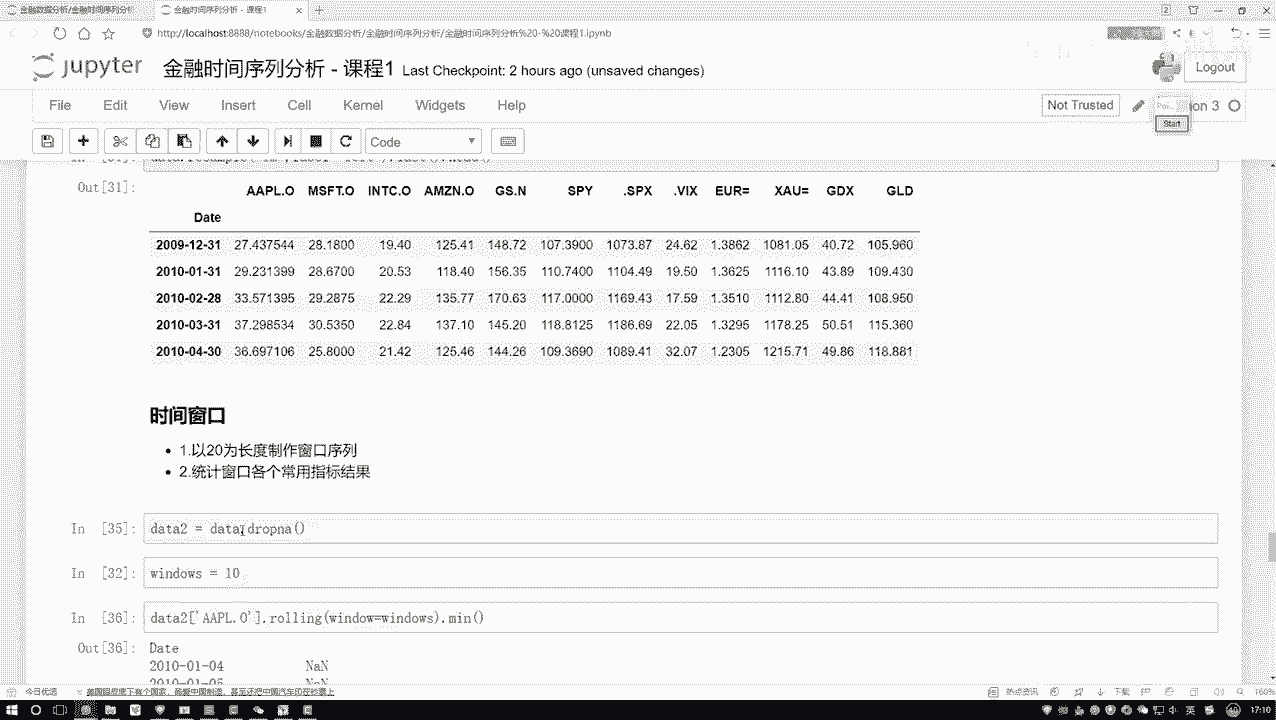 金融数据分析/金融时间序列分析
金融时间序列分析 - 课程1
http://localhost:8888/notebooks/金融数据分析/金融时间序列分析/金融时间序列分析%20-%20课程1.ipynb
jupyter 金融时间序列分析 - 课程1 Last Checkpoint: 2 hours ago (unsaved changes)
Logout
File Edit View Insert Cell Kernel Widgets Help
Not Trusted
on 3
Start
Code
Out[31]:
AAPL.O MSFT.O INTC.O AMZN.O GS.N SPY .SPX .VIX EUR= XAU= GDX GLD
Date
2009-12-31 27.437544 28.1800 19.40 125.41 148.72 107.3900 1073.87 24.62 1.3862 1081.05 40.72 105.960
2010-01-31 29.231399 28.6700 20.53 118.40 156.35 110.7400 1104.49 19.50 1.3625 1116.10 43.89 109.430
2010-02-28 33.571395 29.2875 22.29 135.77 170.63 117.0000 1169.43 17.59 1.3510 1112.80 44.41 108.950
2010-03-31 37.298534 30.5350 22.84 137.10 145.20 118.8125 1186.69 22.05 1.3295 1178.25 50.51 115.360
2010-04-30 36.697106 25.8000 21.42 125.46 144.26 109.3690 1089.41 32.07 1.2305 1215.71 49.86 118.881
时间窗口
1.以20为长度制作窗口序列
2.统计窗口各个常用指标结果
In [35]: data2 = data.dropna()
In [32]: windows = 10
In [36]: data2['AAPL.O'].rolling(window=windows).min()
Out[36]: Date
2010-01-04 NaN
2010-01-05 NaN
今日优选
热点资讯
下载
160%
英
17:10